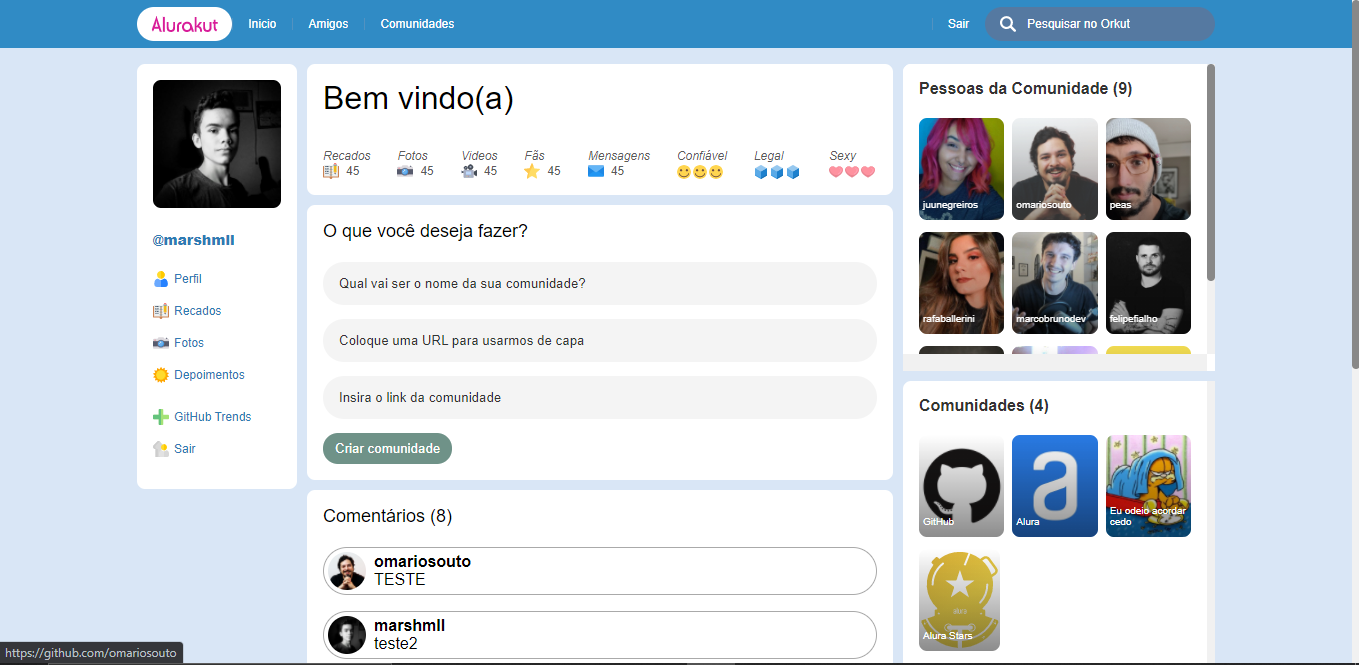 Alurakut
Inicio
Amigos
Comunidades
Sair
Pesquisar no Orkut
@marshmll
Perfil
Recados
Fotos
Depoimentos
GitHub Trends
Sair
Bem vindo(a)
Recados
45
Fotos
45
Videos
45
Fãs
45
Mensagens
45
Confiável
Legal
Sexy
O que você deseja fazer?
Qual vai ser o nome da sua comunidade?
Coloque uma URL para usarmos de capa
Insira o link da comunidade
Criar comunidade
Comentários (8)
omariosouto
TESTE
marshmll
teste2
Pessoas da Comunidade (9)
juunegreiros
omariosouto
peas
rafaballerini
marcobrunodev
felipefialho
Comunidades (4)
GitHub
a
Alura
Eu odeio acordar
cedo
Alura Stars
https://github.com/omariosouto